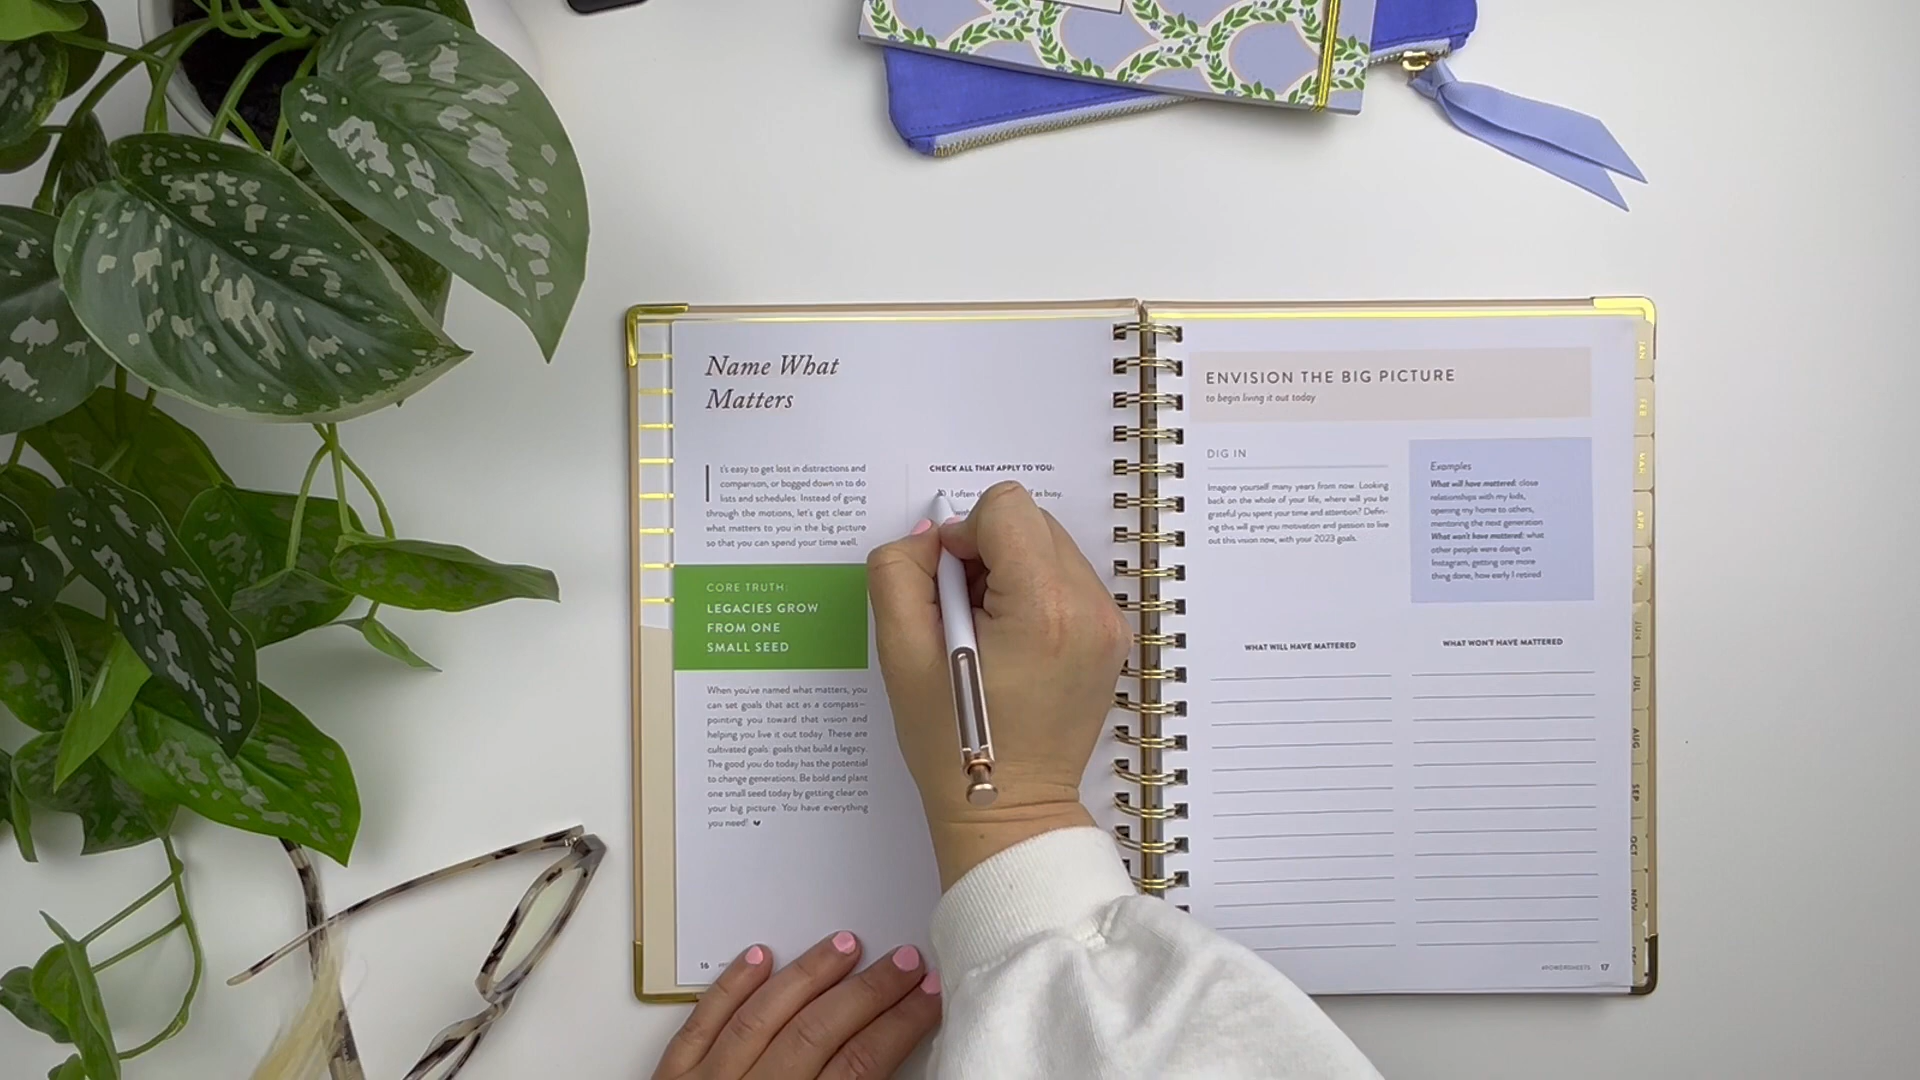 Name What
Matters
It's easy to get lost in distractions and
comparison, or bogged down in to do
lists and schedules. Instead of going
through the motions, let's get clear on
what matters to you in the big picture
so that you can spend your time well.
CORE TRUTH:
LEGACIES GROW
FROM ONE
SMALL SEED
When you've named what matters, you
can set goals that act as a compass—
pointing you toward that vision and
helping you live it out today. These are
cultivated goals: goals that build a legacy.
The good you do today has the potential
to change generations. Be bold and plant
one small seed today by getting clear on
your big picture. You have everything
you need!
16
CHECK ALL THAT APPLY TO YOU:
I often as busy.
ENVISION THE BIG PICTURE
to begin living it out today
DIG IN
Imagine yourself many years from now. Looking
back on the whole of your life, where will you be
grateful you spent your time and attention? Defin-
ing this will give you motivation and passion to live
out this vision now, with your 2023 goals.
Examples
What will have mattered: close
relationships with my kids,
opening my home to others,
mentoring the next generation
What won't have mattered: what
other people were doing on
Instagram, getting one more
thing done, how early I retired
WHAT WILL HAVE MATTERED
WHAT WON'T HAVE MATTERED
#POWERSHEETS 17
JAN
FEB
MAR
APR
MAY
JUN
JUL
AUG
SEP
OCT
NOV
DEC